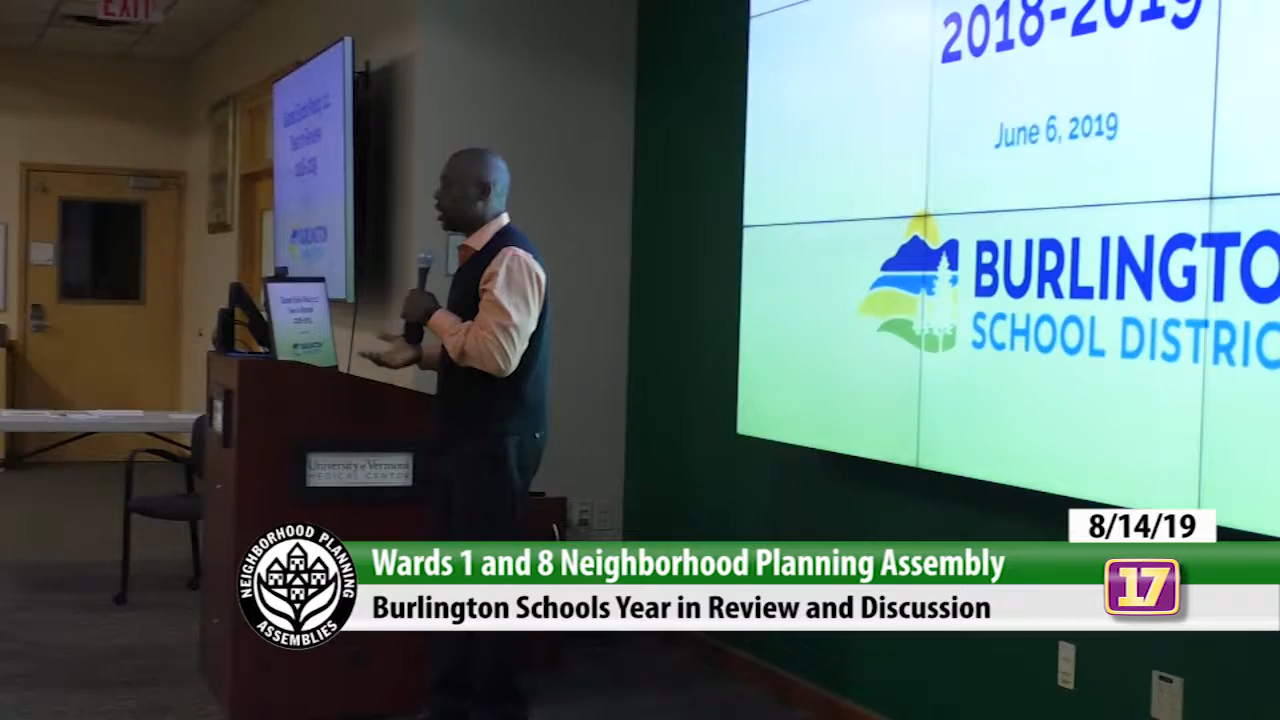 EXIT
2018-2019
June 6, 2019
BURLINGTO
SCHOOL DISTRIC
BURLINGTON
University of Vermont
MEDICAL CENTER
8/14/19
NEIGHBORHOOD PLANNING
ASSEMBLIES
Wards 1 and 8 Neighborhood Planning Assembly
17
Burlington Schools Year in Review and Discussion